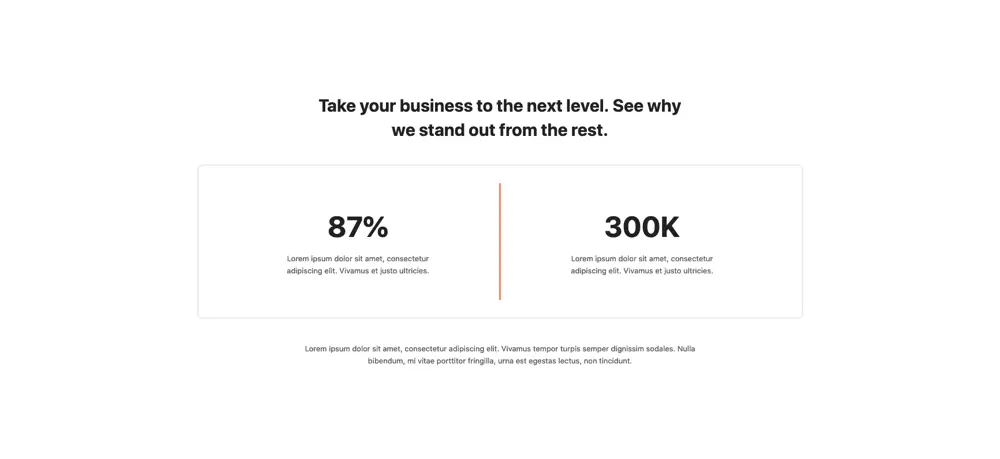 Take your business to the next level. See why
we stand out from the rest.
87%
Lorem ipsum dolor sit amet, consectetur
adipiscing elit. Vivamus et justo ultricies.
300K
Lorem ipsum dolor sit amet, consectetur
adipiscing elit. Vivamus et justo ultricies.
Lorem ipsum dolor sit amet, consectetur adipiscing elit. Vivamus tempor turpis semper dignissim sodales. Nulla
bibendum, mi vitae porttitor fringilla, urna est egestas lectus, non tincidunt.